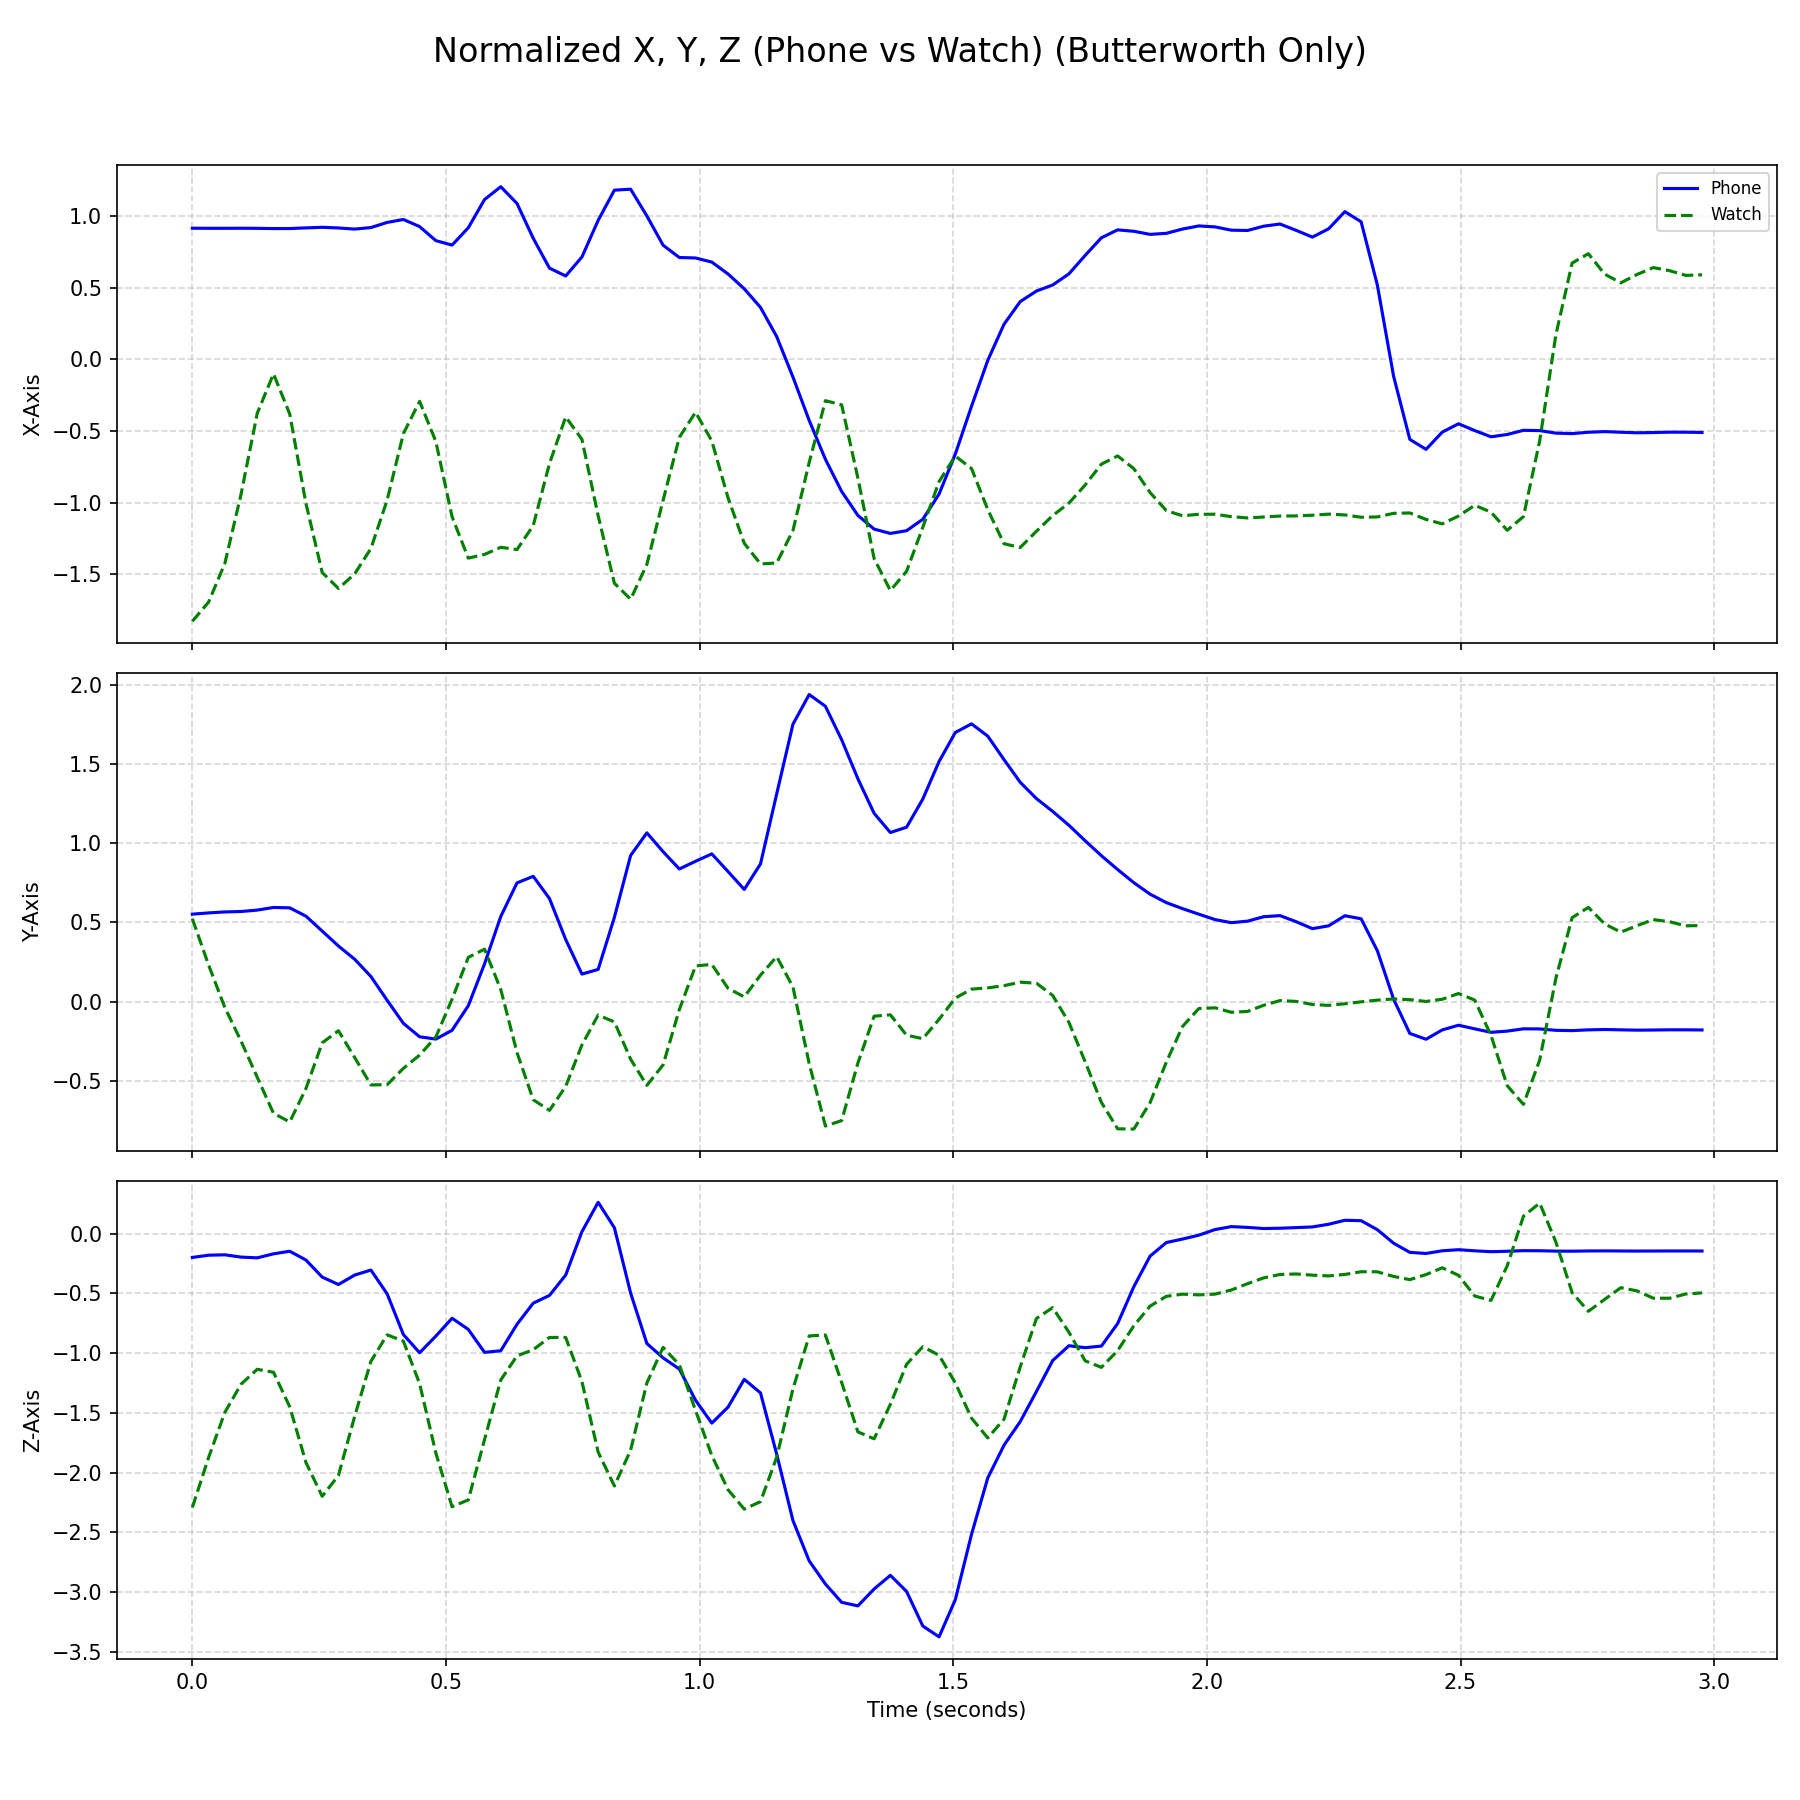 Normalized X, Y, Z (Phone vs Watch) (Butterworth Only)
Phone
Watch
X-Axis
1.0
0.5
0.0
−0.5
−1.0
−1.5
Y-Axis
2.0
1.5
1.0
0.5
0.0
−0.5
Z-Axis
0.0
−0.5
−1.0
−1.5
−2.0
−2.5
−3.0
−3.5
0.0 0.5 1.0 1.5 2.0 2.5 3.0
Time (seconds)